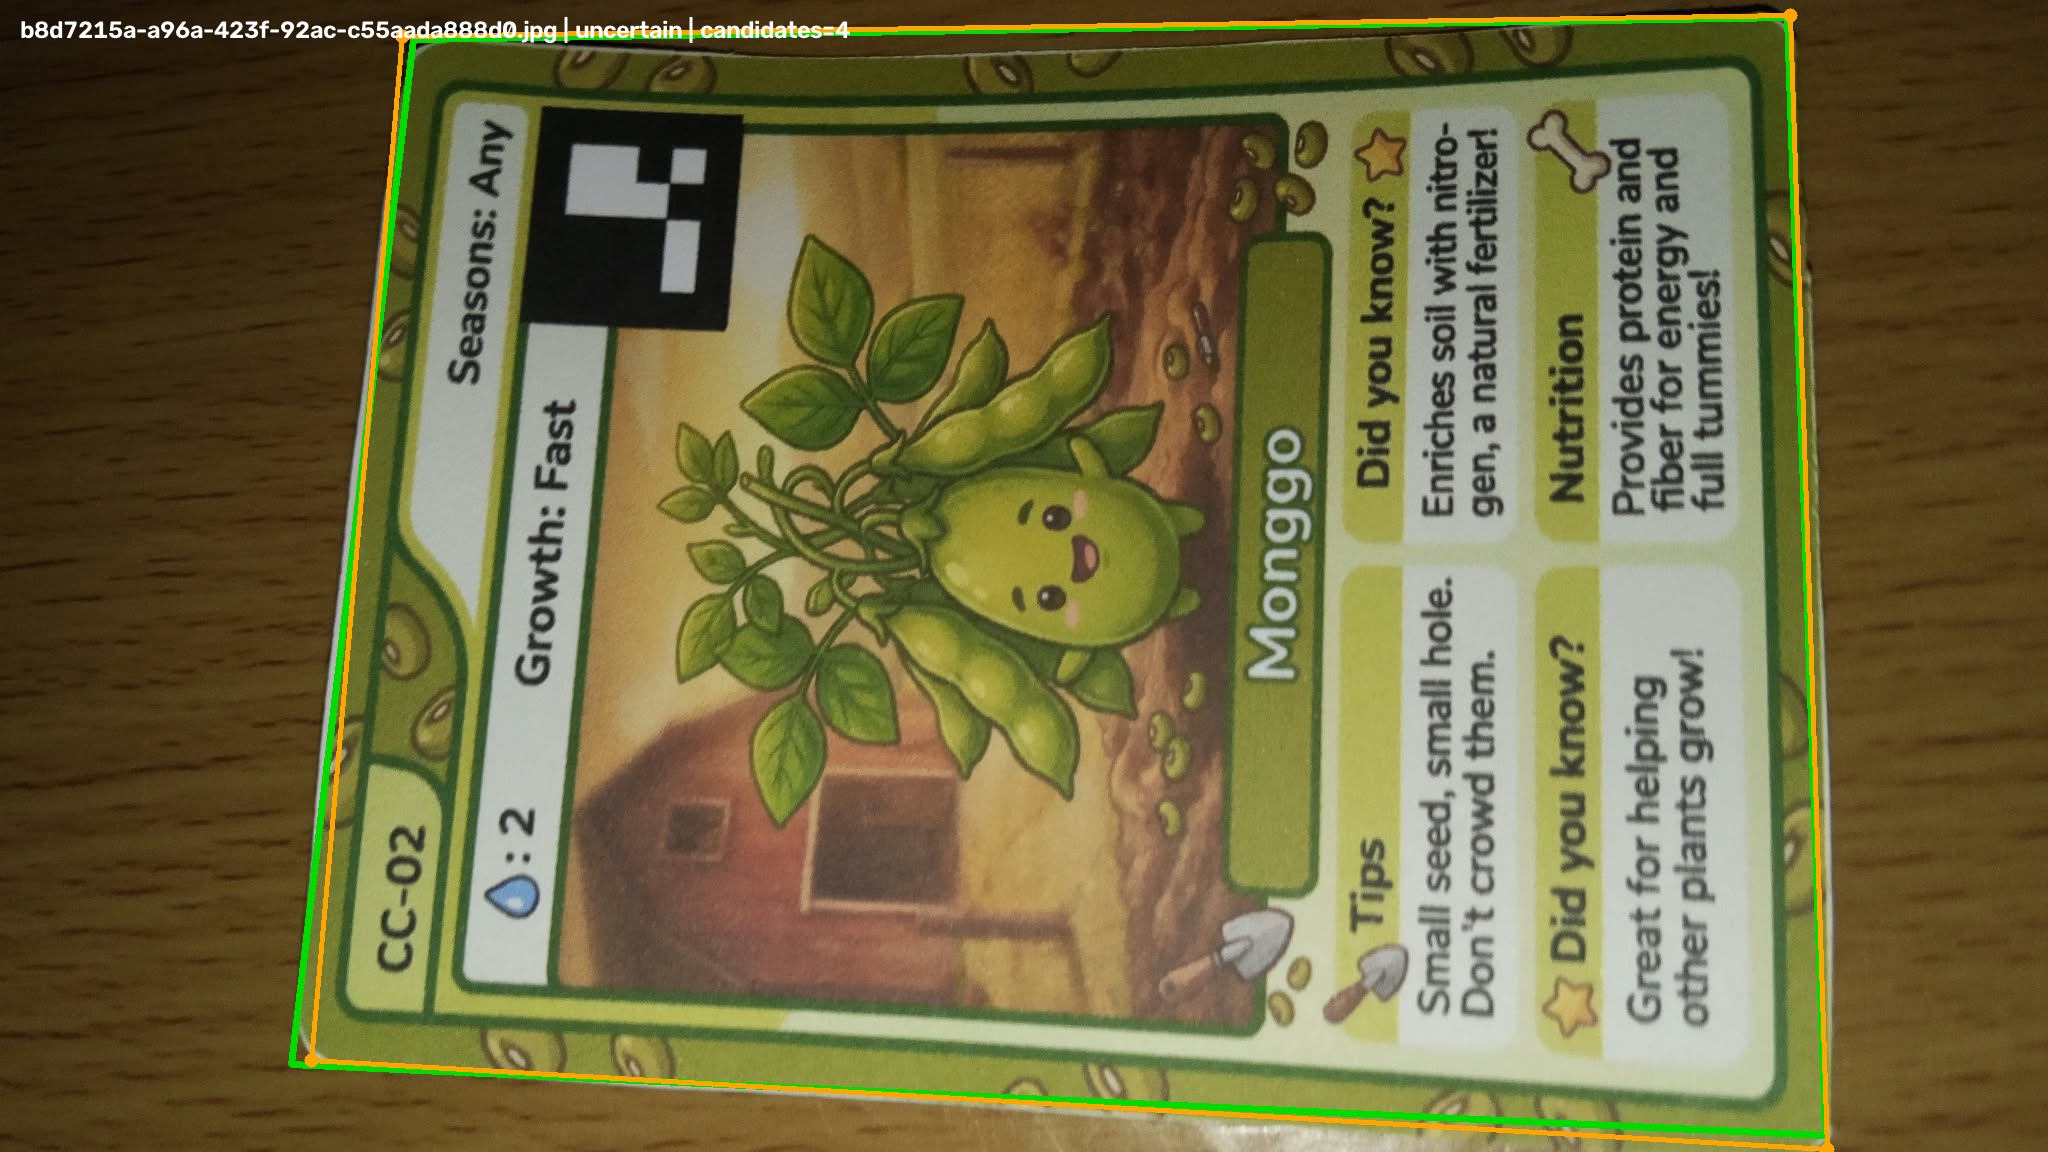 b8d7215a-a96a-423f-92ac-c55aada888d0.jpg | uncertain | candidates=4
CC-02
Seasons: Any
: 2
Growth: Fast
Monggo
Tips
Small seed, small hole.
Don't crowd them.
Did you know?
Enriches soil with nitro-
gen, a natural fertilizer!
Did you know?
Great for helping
other plants grow!
Nutrition
Provides protein and
fiber for energy and
full tummies!